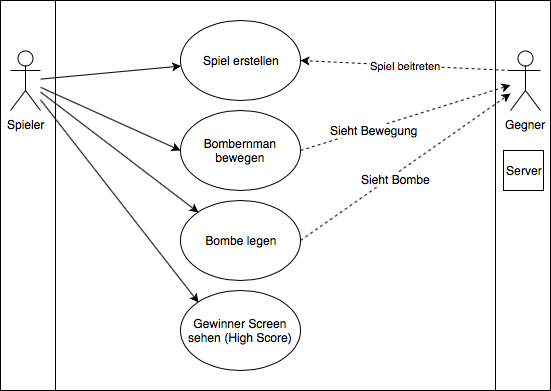 Spiel erstellen
Spiel beitreten
Spieler
Gegner
Bombernman
bewegen
Sieht Bewegung
Server
Sieht Bombe
Bombe legen
Gewinner Screen
sehen (High Score)